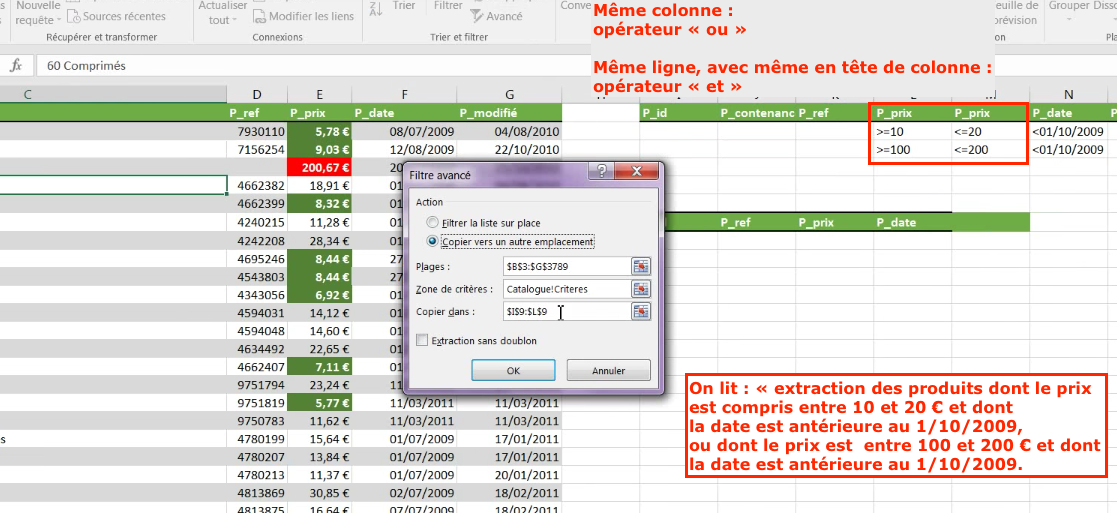 Nouvelle
requête
Sources récentes
Récupérer et transformer
Actualiser
tout
Modifier les liens
Connexions
Trier
Filtrer
Avancé
Trier et filtrer
Conve
Même colonne :
opérateur « ou »
Même ligne, avec même en tête de colonne :
opérateur « et »
euille de
prévision
Grouper Disso
Pla
fx 60 Comprimés
C D E F G N
P_ref P_prix P_date P_modifié P_id P_contenanc P_ref P_prix P_prix P_date P
7930110 5,78 € 08/07/2009 04/08/2010 >=10 <=20 <01/10/2009
7156254 9,03 € 12/08/2009 22/10/2010 >=100 <=200 <01/10/2009
200,67 € 20
4662382 18,91 € 01
4662399 8,32 € 01
4240215 11,28 € 01
P_ref P_prix P_date
4242208 28,34 € 01
4695246 8,44 € 27
4543803 8,44 € 27
4343056 6,92 € 01
4594031 14,12 € 01
4594048 14,60 € 01
4634492 22,65 € 01
4662407 7,11 € 01
9751794 23,24 € 11
9751819 5,77 € 11/03/2011 11/03/2011
9750783 11,62 € 11/03/2011 11/03/2011
es 4780199 15,64 € 01/07/2009 17/01/2011
4780207 13,84 € 01/07/2009 17/01/2011
4780213 11,37 € 01/07/2009 20/01/2011
4813869 30,85 € 02/07/2009 18/02/2011
4813875 16,64 € 07/07/2009 18/02/2011
Filtre avancé
Action
Filtrer la liste sur place
Copier vers un autre emplacement
Plages : $B$3:$G$3789
Zone de critères : Catalogue!Criteres
Copier dans : $I$9:$L$9
Extraction sans doublon
OK Annuler
On lit : « extraction des produits dont le prix
est compris entre 10 et 20 € et dont
la date est antérieure au 1/10/2009,
ou dont le prix est entre 100 et 200 € et dont
la date est antérieure au 1/10/2009.